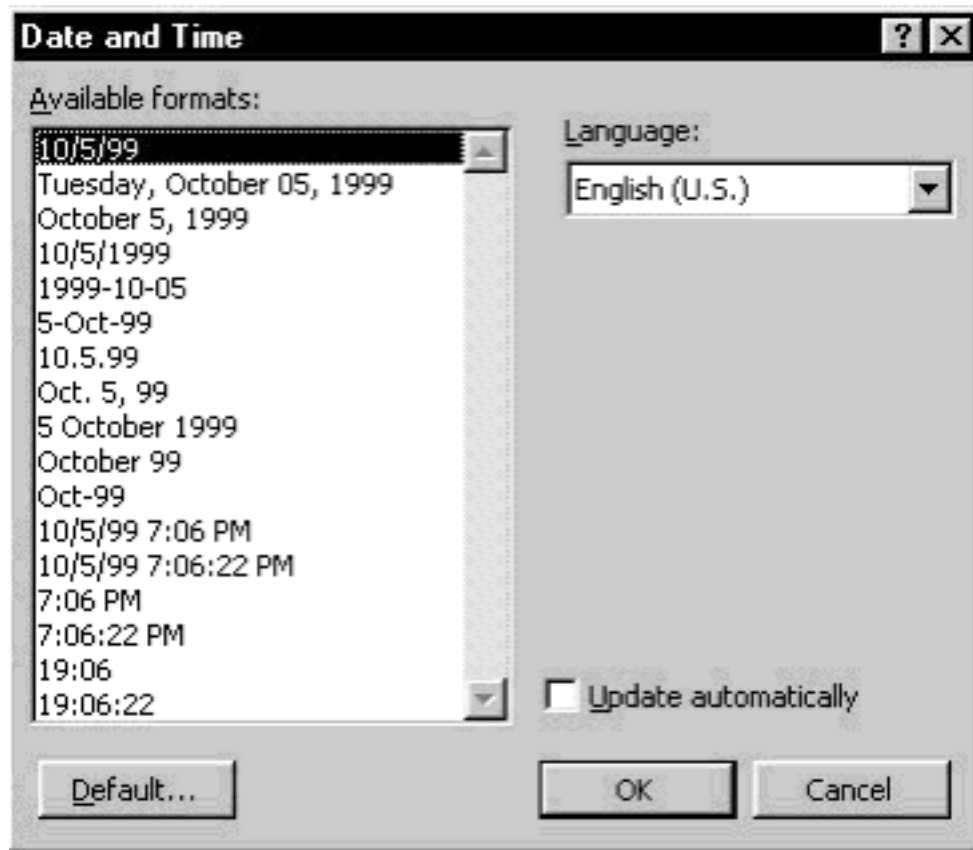 Date and Time
Available formats:
10/5/99
Tuesday, October 05, 1999
October 5, 1999
10/5/1999
1999-10-05
5-Oct-99
10.5.99
Oct. 5, 99
5 October 1999
October 99
Oct-99
10/5/99 7:06 PM
10/5/99 7:06:22 PM
7:06 PM
7:06:22 PM
19:06
19:06:22
Language:
English (U.S.)
Update automatically
Default...
OK
Cancel